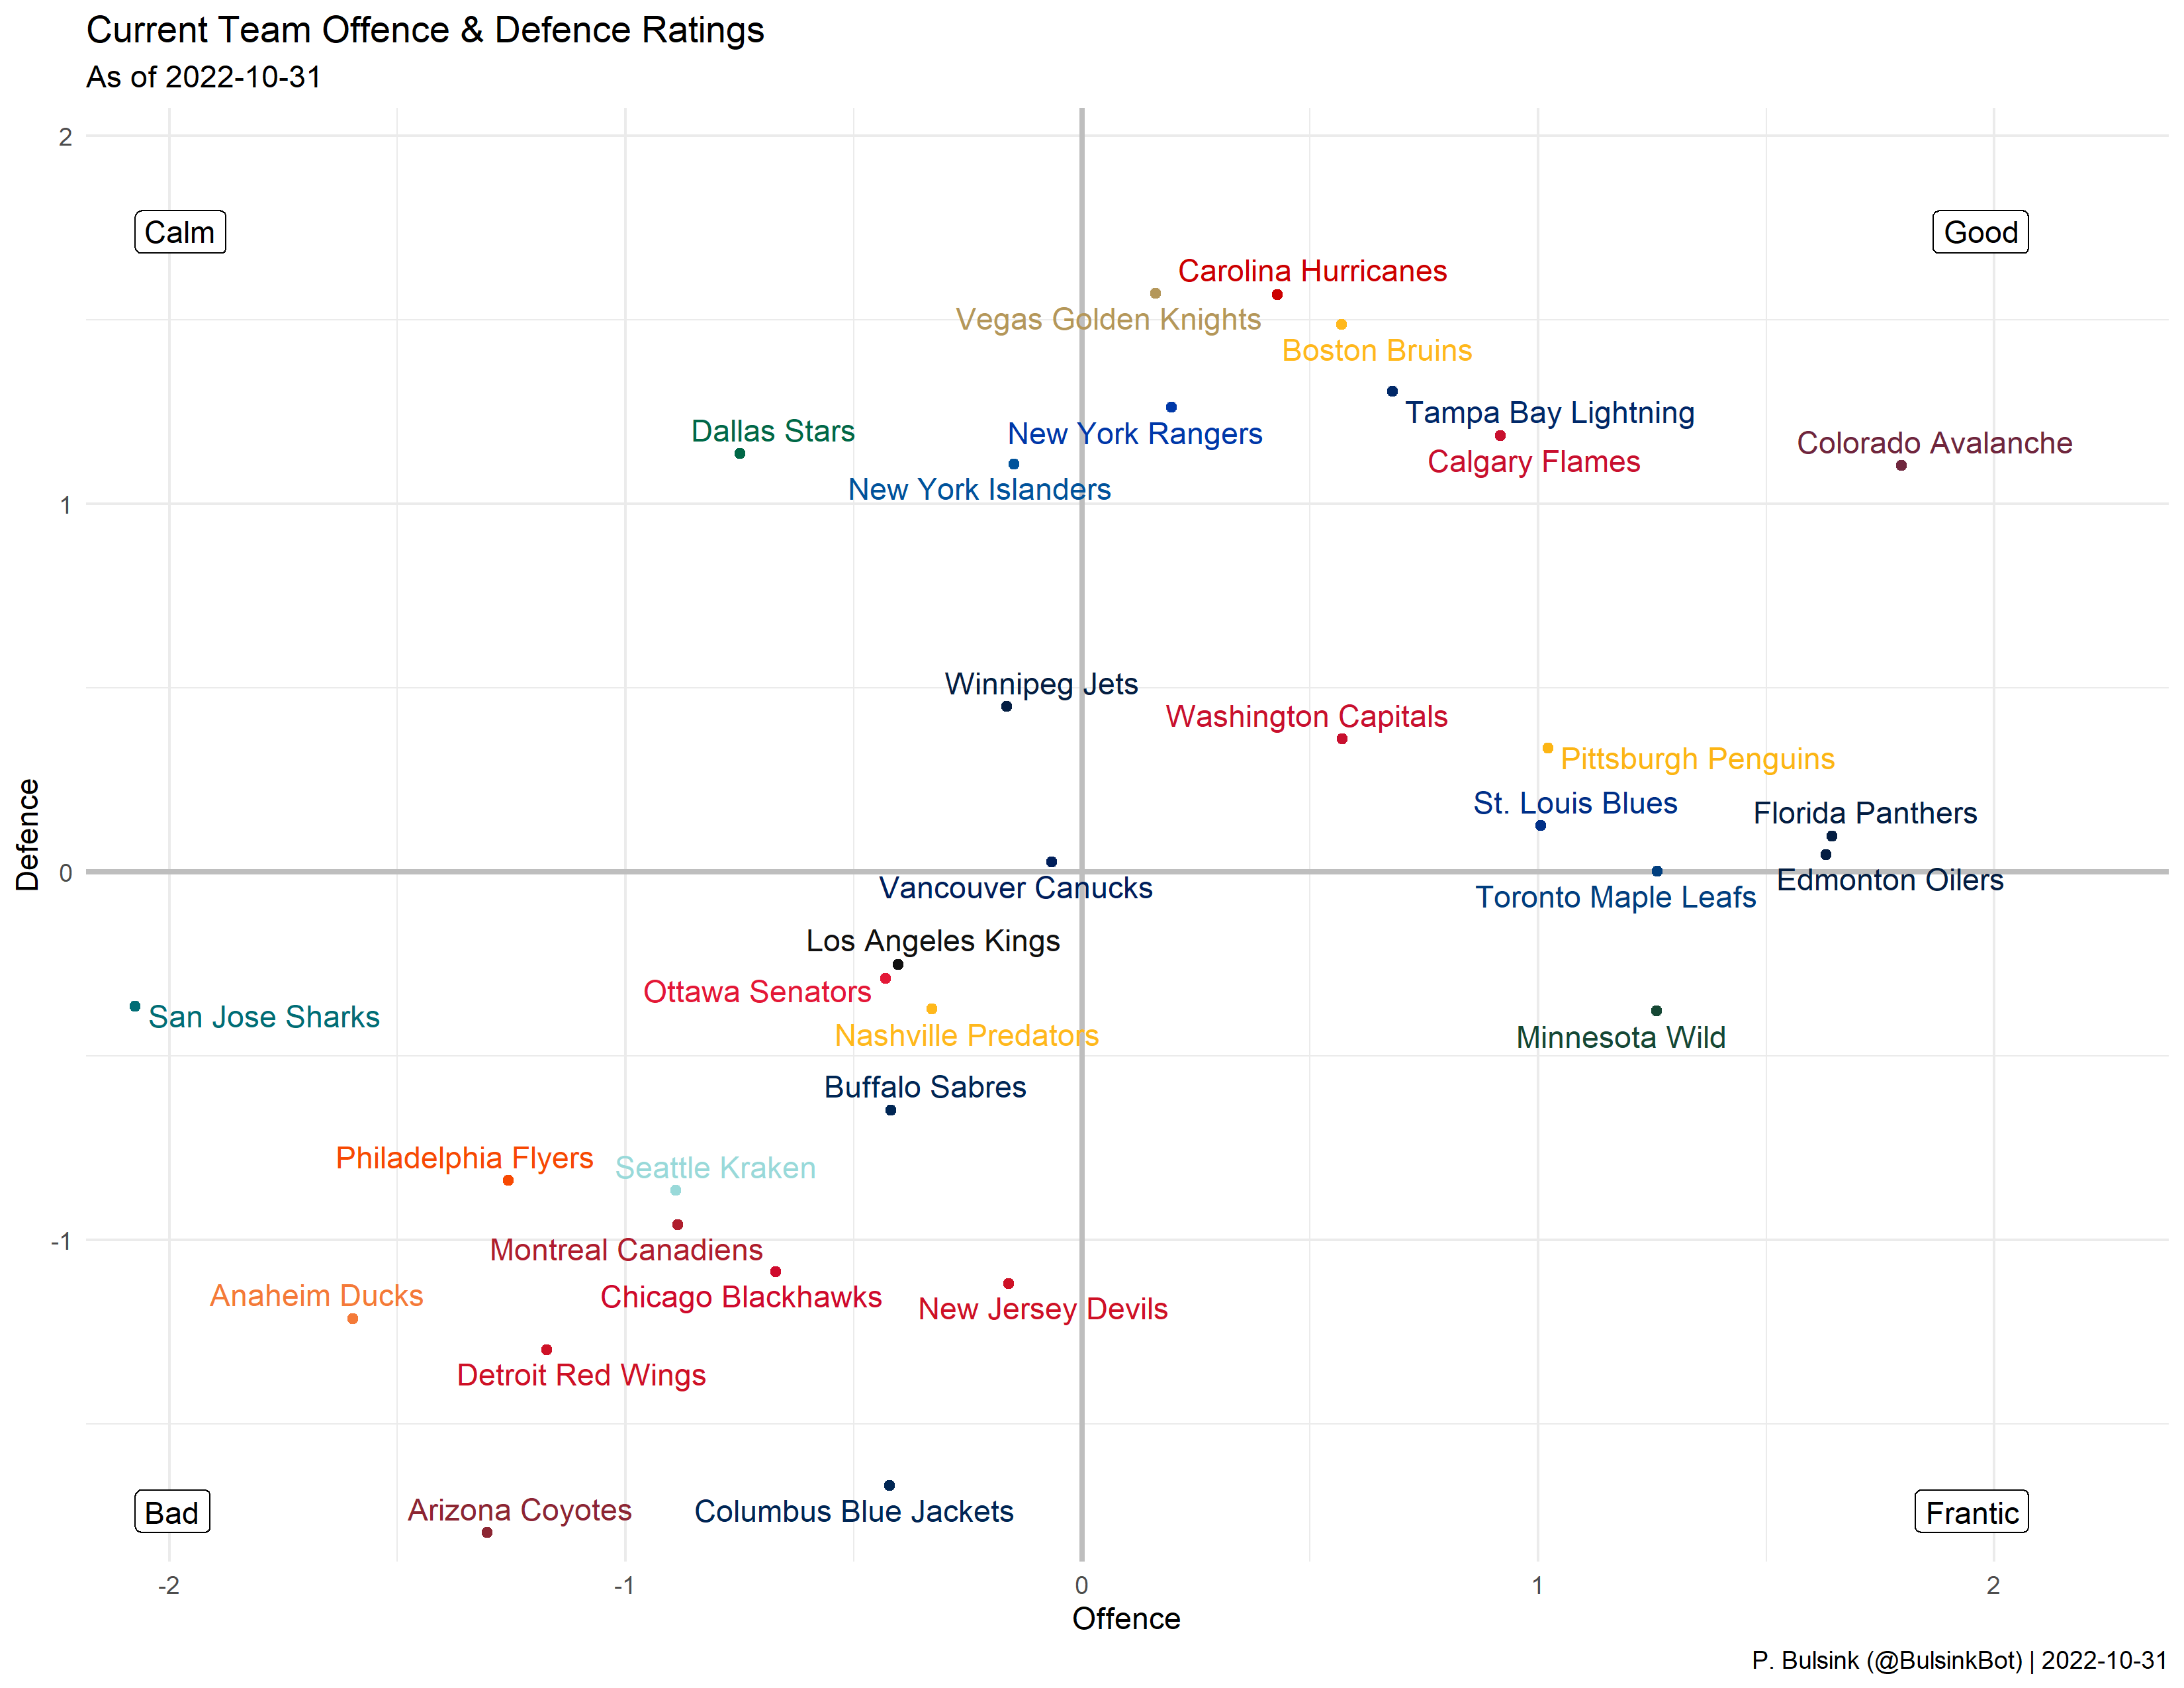 Current Team Offence & Defence Ratings
As of 2022-10-31
2
Calm
Good
Carolina Hurricanes
Vegas Golden Knights
Boston Bruins
Tampa Bay Lightning
Dallas Stars
New York Rangers
Colorado Avalanche
Calgary Flames
New York Islanders
1
Winnipeg Jets
Washington Capitals
Pittsburgh Penguins
St. Louis Blues
Florida Panthers
Defence
0
Edmonton Oilers
Vancouver Canucks
Toronto Maple Leafs
Los Angeles Kings
Ottawa Senators
San Jose Sharks
Nashville Predators
Minnesota Wild
Buffalo Sabres
Philadelphia Flyers
Seattle Kraken
-1
Montreal Canadiens
Anaheim Ducks
Chicago Blackhawks
New Jersey Devils
Detroit Red Wings
Bad
Arizona Coyotes
Columbus Blue Jackets
Frantic
-2
-1
0
1
2
Offence
P. Bulsink (@BulsinkBot) | 2022-10-31